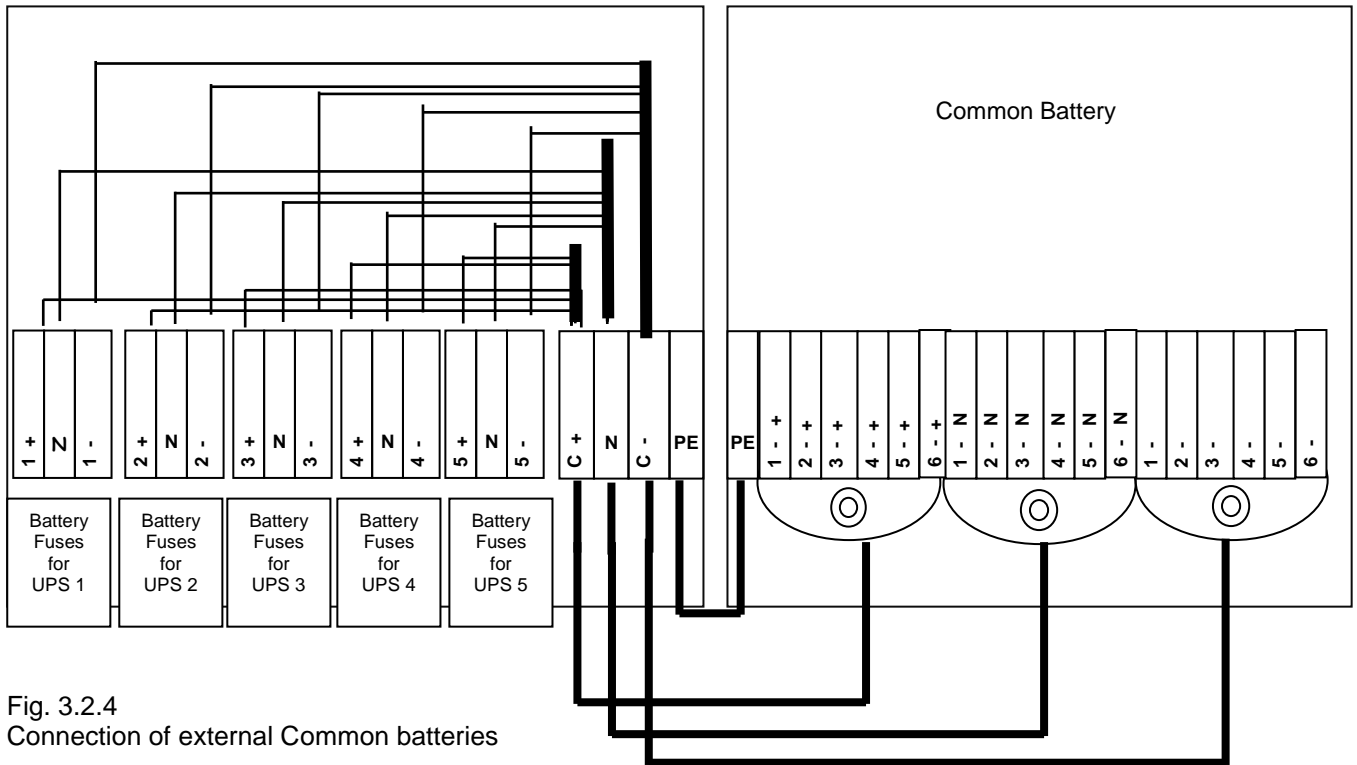 Common Battery
1 +
N
1 -
2 +
N
2 -
3 +
N
3 -
4 +
N
4 -
5 +
N
5 -
C +
N
C -
PE
PE
1 - +
2 - +
3 - +
4 - +
5 - +
6 - +
1 - N
2 - N
3 - N
4 - N
5 - N
6 - N
1 -
2 -
3 -
4 -
5 -
6 -
Battery
Fuses
for
UPS 1
Battery
Fuses
for
UPS 2
Battery
Fuses
for
UPS 3
Battery
Fuses
for
UPS 4
Battery
Fuses
for
UPS 5
Fig. 3.2.4
Connection of external Common batteries